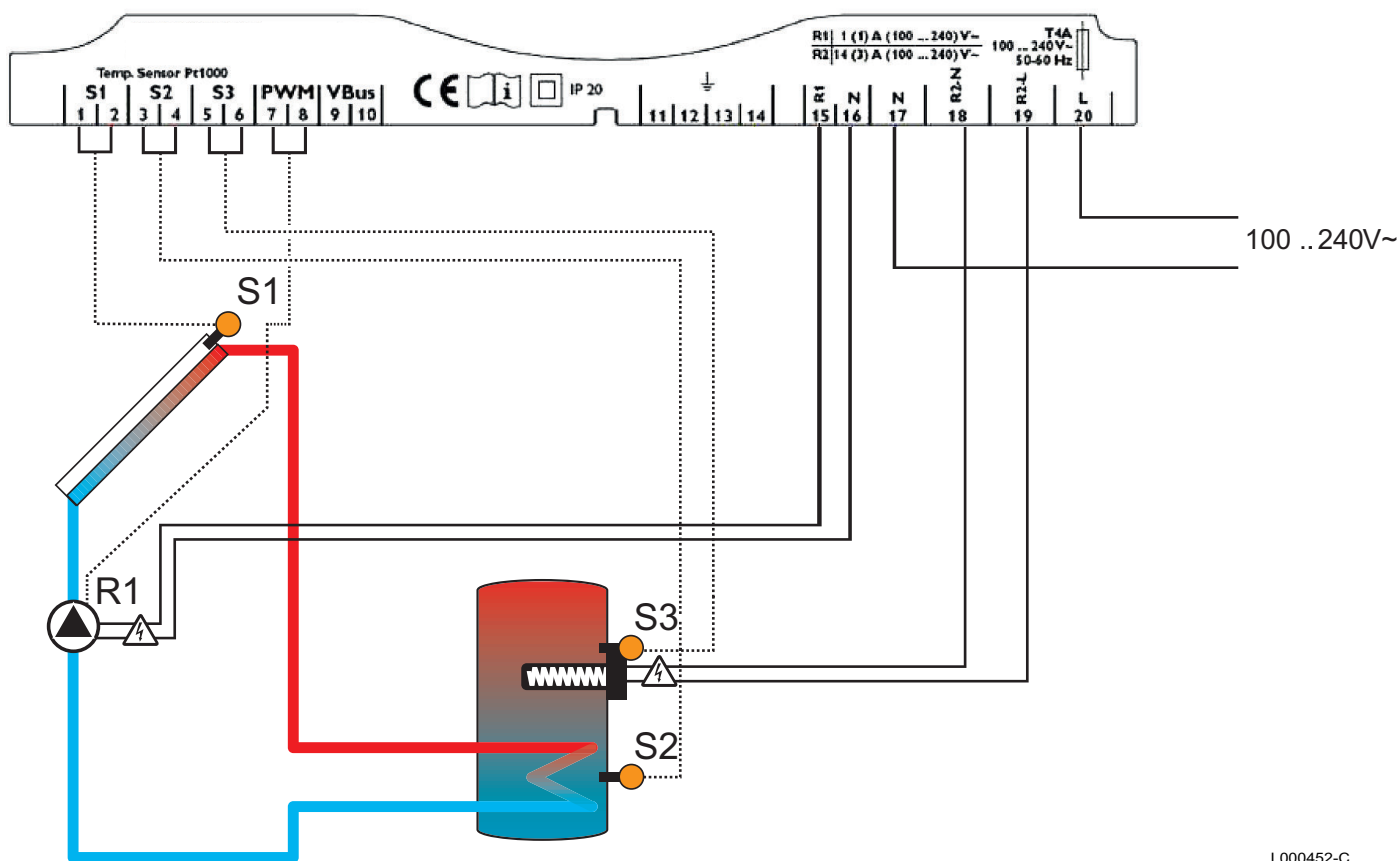 R1 1 (1) A (100 ... 240) V~
R2 14 (3) A (100 ... 240) V~
T4A
100 ... 240 V~
50-60 Hz
Temp. Sensor Pt1000
S1 S2 S3 PWM VBus
CE i IP 20
R1 N N R2-N R2-L L
1 2 3 4 5 6 7 8 9 10 11 12 13 14 15 16 17 18 19 20
100 .. 240V~
S1
R1
S3
S2
L000452-C